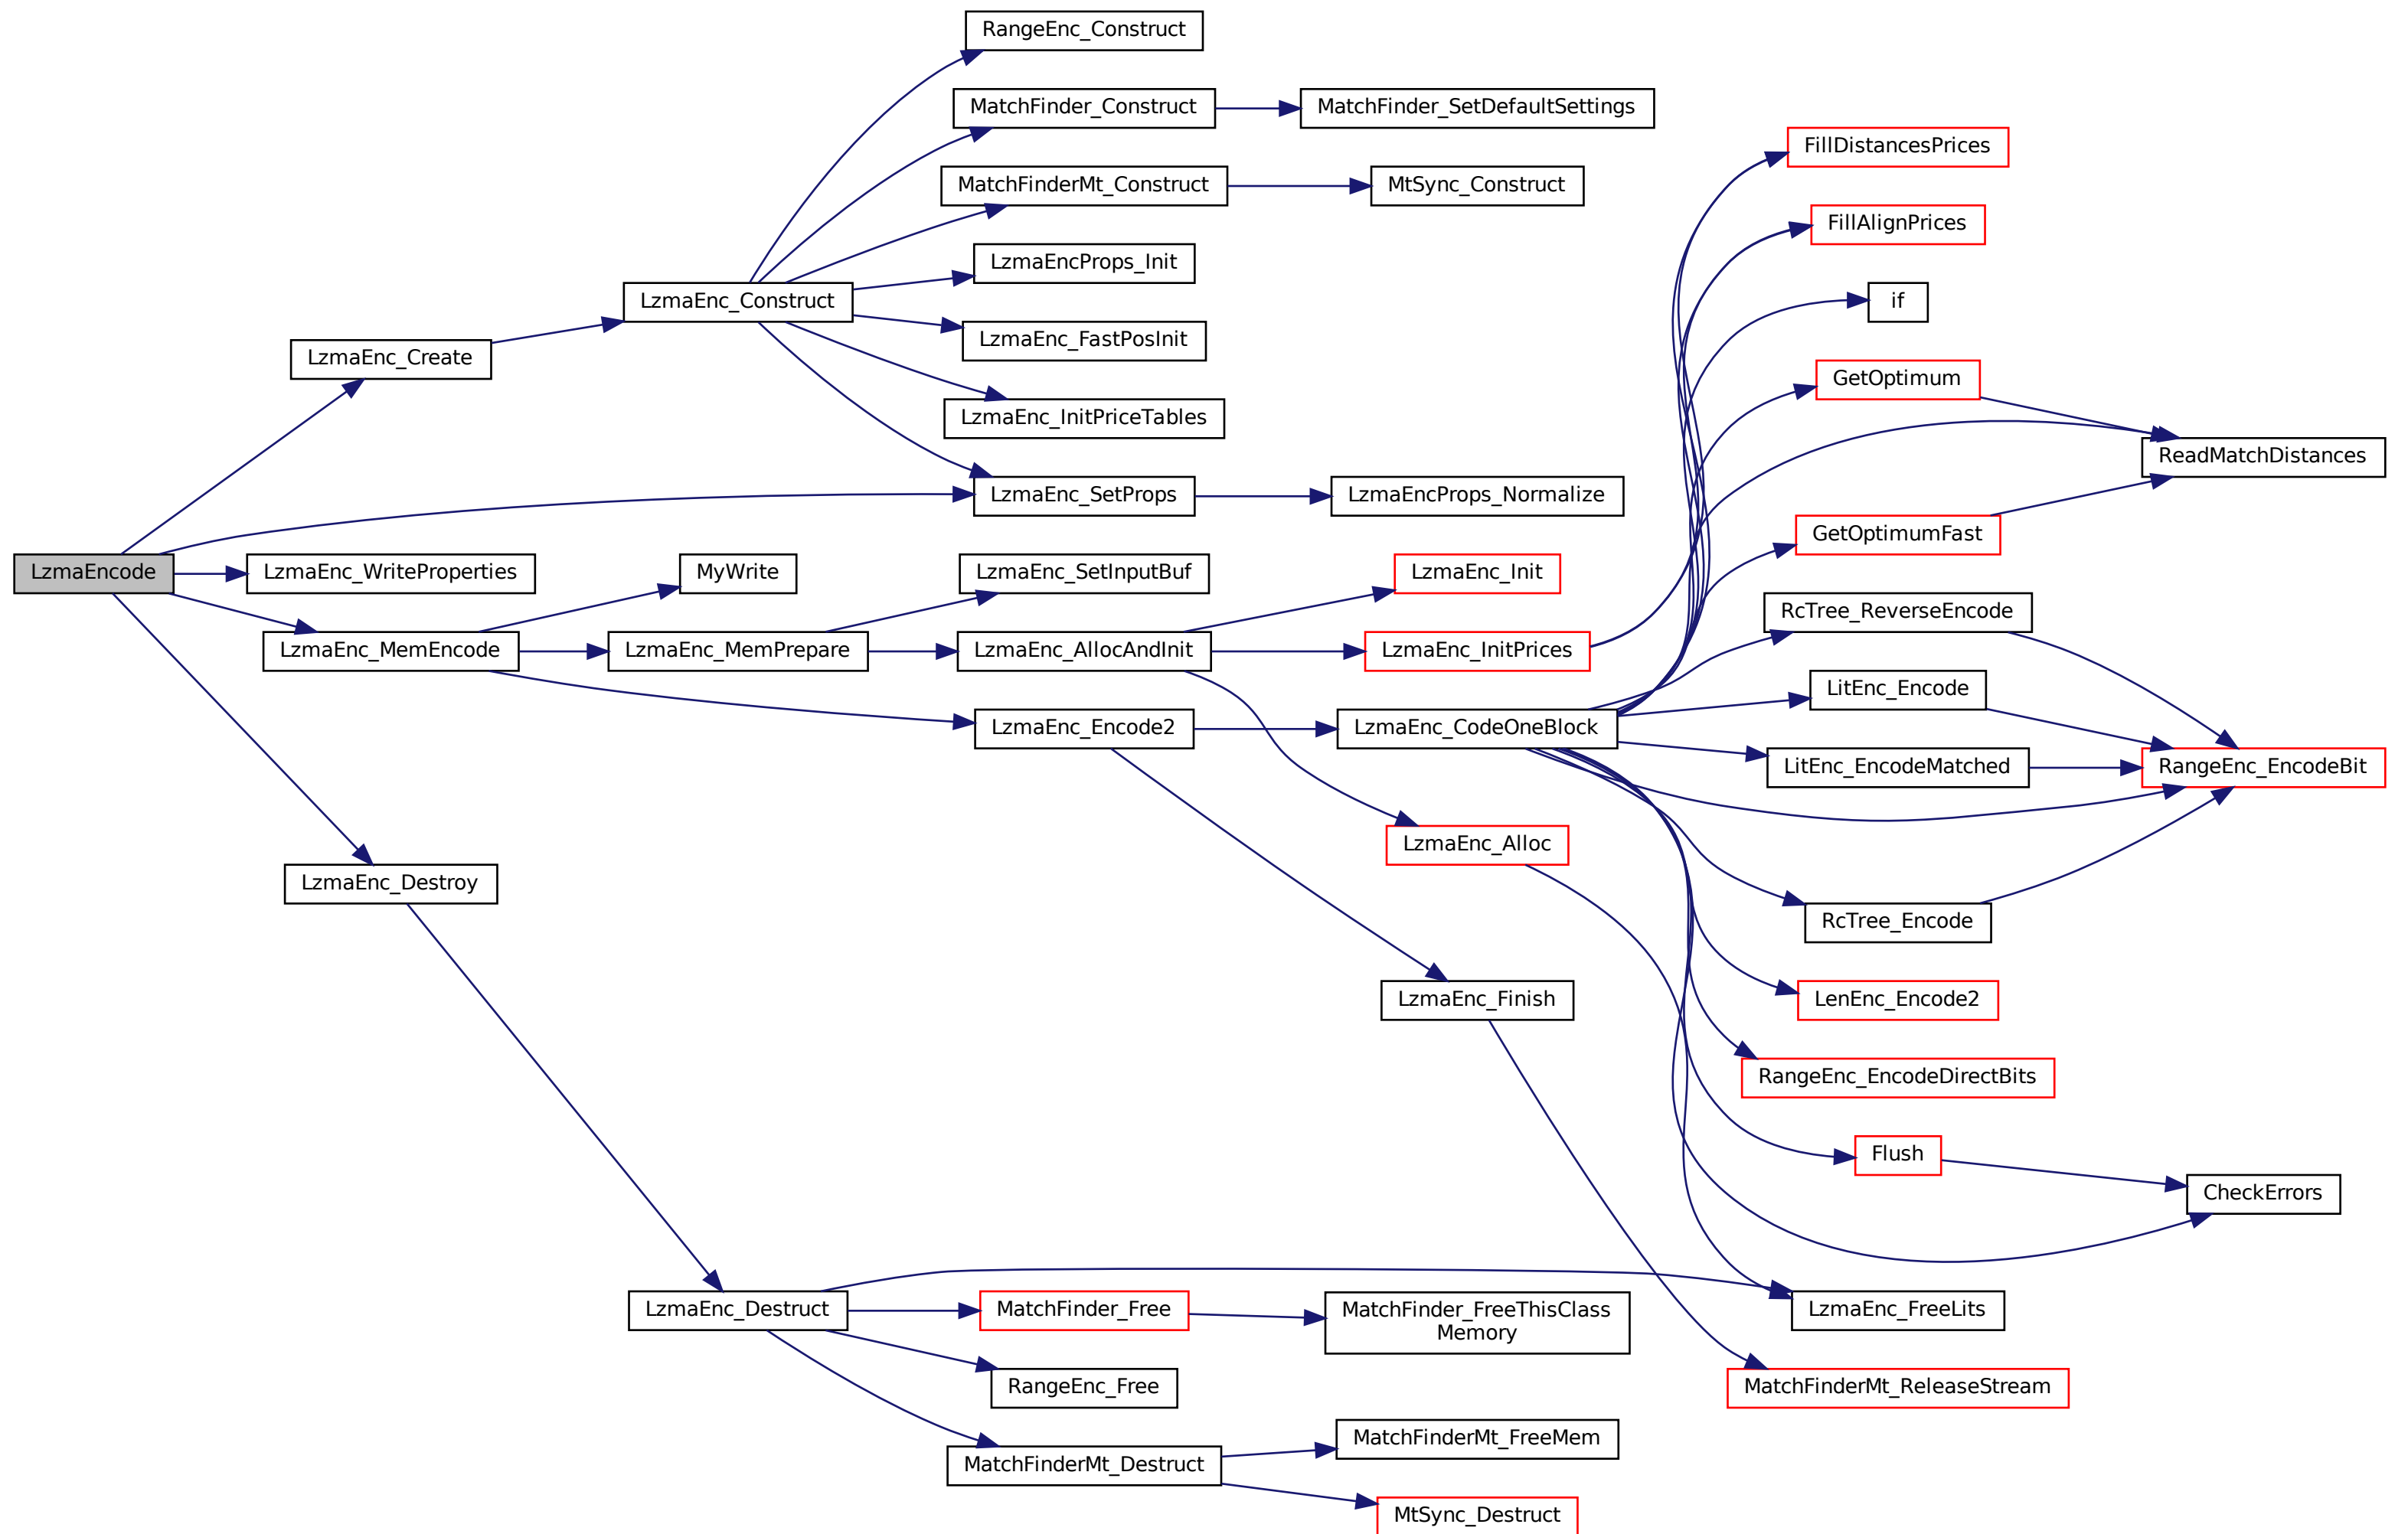 RangeEnc_Construct
MatchFinder_Construct
MatchFinder_SetDefaultSettings
FillDistancesPrices
MatchFinderMt_Construct
MtSync_Construct
FillAlignPrices
LzmaEncProps_Init
LzmaEnc_Construct
if
LzmaEnc_FastPosInit
LzmaEnc_Create
GetOptimum
LzmaEnc_InitPriceTables
ReadMatchDistances
LzmaEnc_SetProps
LzmaEncProps_Normalize
GetOptimumFast
LzmaEncode
LzmaEnc_WriteProperties
MyWrite
LzmaEnc_SetInputBuf
LzmaEnc_Init
RcTree_ReverseEncode
LzmaEnc_MemEncode
LzmaEnc_MemPrepare
LzmaEnc_AllocAndInit
LzmaEnc_InitPrices
LitEnc_Encode
LzmaEnc_Encode2
LzmaEnc_CodeOneBlock
LitEnc_EncodeMatched
RangeEnc_EncodeBit
LzmaEnc_Alloc
LzmaEnc_Destroy
RcTree_Encode
LzmaEnc_Finish
LenEnc_Encode2
RangeEnc_EncodeDirectBits
Flush
CheckErrors
LzmaEnc_Destruct
MatchFinder_Free
MatchFinder_FreeThisClass
Memory
LzmaEnc_FreeLits
RangeEnc_Free
MatchFinderMt_ReleaseStream
MatchFinderMt_FreeMem
MatchFinderMt_Destruct
MtSync_Destruct